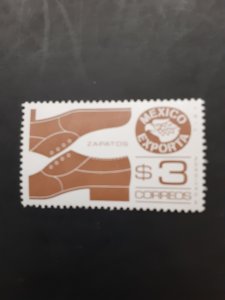 MEXICO
EXPORTA
ZAPATOS
$3
CORREOS